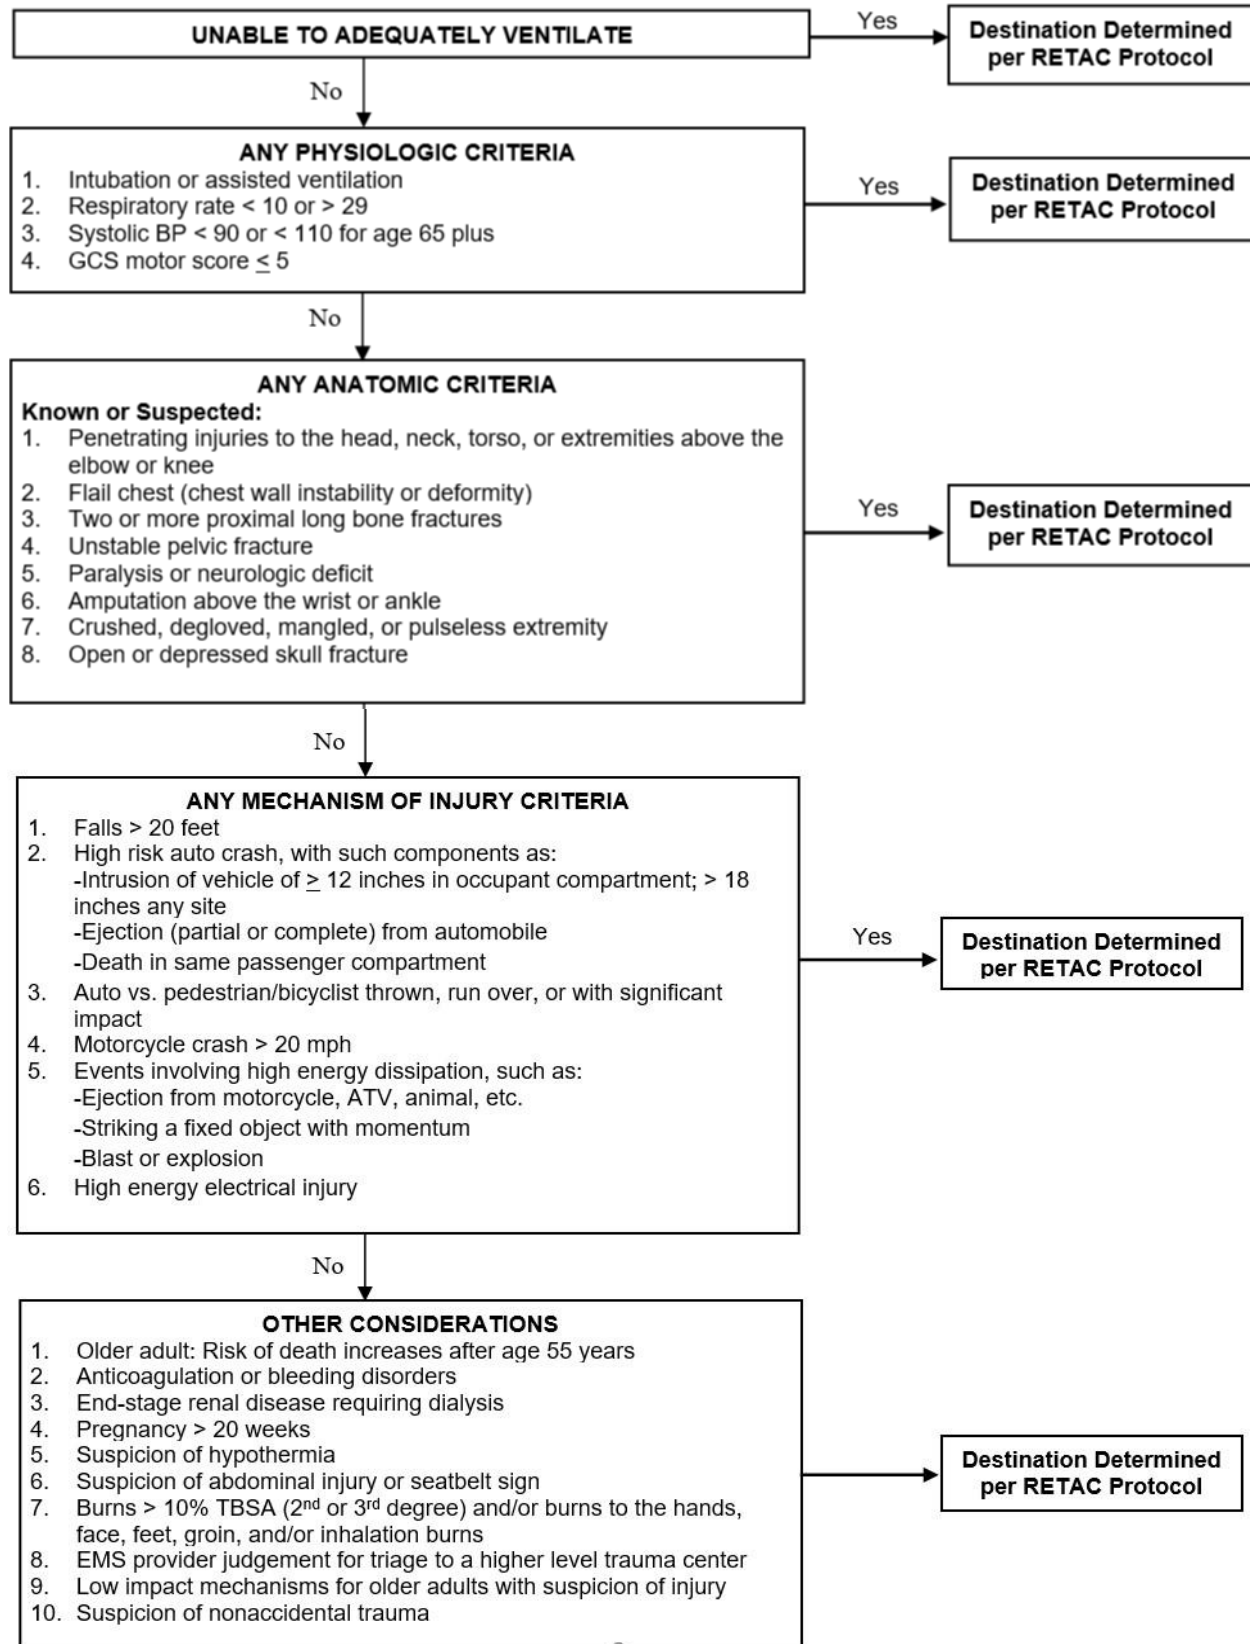 UNABLE TO ADEQUATELY VENTILATE
Yes
Destination Determined
per RETAC Protocol
No
ANY PHYSIOLOGIC CRITERIA
1. Intubation or assisted ventilation
2. Respiratory rate < 10 or > 29
3. Systolic BP < 90 or < 110 for age 65 plus
4. GCS motor score ≤ 5
Yes
Destination Determined
per RETAC Protocol
No
ANY ANATOMIC CRITERIA
Known or Suspected:
1. Penetrating injuries to the head, neck, torso, or extremities above the
elbow or knee
2. Flail chest (chest wall instability or deformity)
3. Two or more proximal long bone fractures
4. Unstable pelvic fracture
5. Paralysis or neurologic deficit
6. Amputation above the wrist or ankle
7. Crushed, degloved, mangled, or pulseless extremity
8. Open or depressed skull fracture
Yes
Destination Determined
per RETAC Protocol
No
ANY MECHANISM OF INJURY CRITERIA
1. Falls > 20 feet
2. High risk auto crash, with such components as:
-Intrusion of vehicle of ≥ 12 inches in occupant compartment; > 18
inches any site
-Ejection (partial or complete) from automobile
-Death in same passenger compartment
3. Auto vs. pedestrian/bicyclist thrown, run over, or with significant
impact
4. Motorcycle crash > 20 mph
5. Events involving high energy dissipation, such as:
-Ejection from motorcycle, ATV, animal, etc.
-Striking a fixed object with momentum
-Blast or explosion
6. High energy electrical injury
Yes
Destination Determined
per RETAC Protocol
No
OTHER CONSIDERATIONS
1. Older adult: Risk of death increases after age 55 years
2. Anticoagulation or bleeding disorders
3. End-stage renal disease requiring dialysis
4. Pregnancy > 20 weeks
5. Suspicion of hypothermia
6. Suspicion of abdominal injury or seatbelt sign
7. Burns > 10% TBSA (2nd or 3rd degree) and/or burns to the hands,
face, feet, groin, and/or inhalation burns
8. EMS provider judgement for triage to a higher level trauma center
9. Low impact mechanisms for older adults with suspicion of injury
10. Suspicion of nonaccidental trauma
Destination Determined
per RETAC Protocol